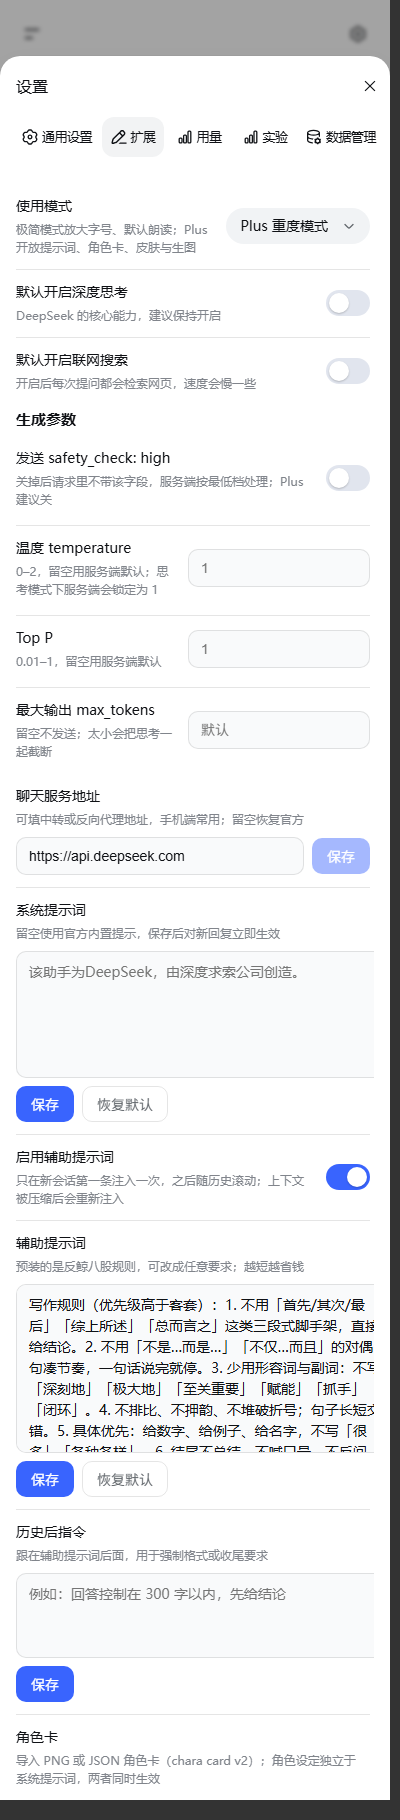 设置
通用设置
扩展
用量
实验
数据管理
使用模式
极简模式放大字号、默认朗读；Plus
开放提示词、角色卡、皮肤与生图
Plus 重度模式
默认开启深度思考
DeepSeek 的核心能力，建议保持开启
默认开启联网搜索
开启后每次提问都会检索网页，速度会慢一些
生成参数
发送 safety_check: high
关掉后请求里不带该字段，服务端按最低档处理；Plus
建议关
温度 temperature
0–2，留空用服务端默认；思
考模式下服务端会锁定为 1
1
Top P
0.01–1，留空用服务端默认
1
最大输出 max_tokens
留空不发送；太小会把思考一
起截断
默认
聊天服务地址
可填中转或反向代理地址，手机端常用；留空恢复官方
https://api.deepseek.com
保存
系统提示词
留空使用官方内置提示，保存后对新回复立即生效
该助手为DeepSeek，由深度求索公司创造。
保存
恢复默认
启用辅助提示词
只在新会话第一条注入一次，之后随历史滚动；上下文
被压缩后会重新注入
辅助提示词
预装的是反鲸八股规则，可改成任意要求；越短越省钱
写作规则（优先级高于客套）：1. 不用「首先/其次/最
后」「综上所述」「总而言之」这类三段式脚手架，直接
给结论。2. 不用「不是…而是…」「不仅…而且」的对偶
句凑节奏，一句话说完就停。3. 少用形容词与副词：不写
「深刻地」「极大地」「至关重要」「赋能」「抓手」
「闭环」。4. 不排比、不押韵、不堆破折号；句子长短交
错。5. 具体优先：给数字、给例子、给名字，不写「很
多」「各种各样」。6. 结尾不总结、不喊口号、不反问
保存
恢复默认
历史后指令
跟在辅助提示词后面，用于强制格式或收尾要求
例如：回答控制在 300 字以内，先给结论
保存
角色卡
导入 PNG 或 JSON 角色卡（chara card v2）；角色设定独立于
系统提示词，两者同时生效